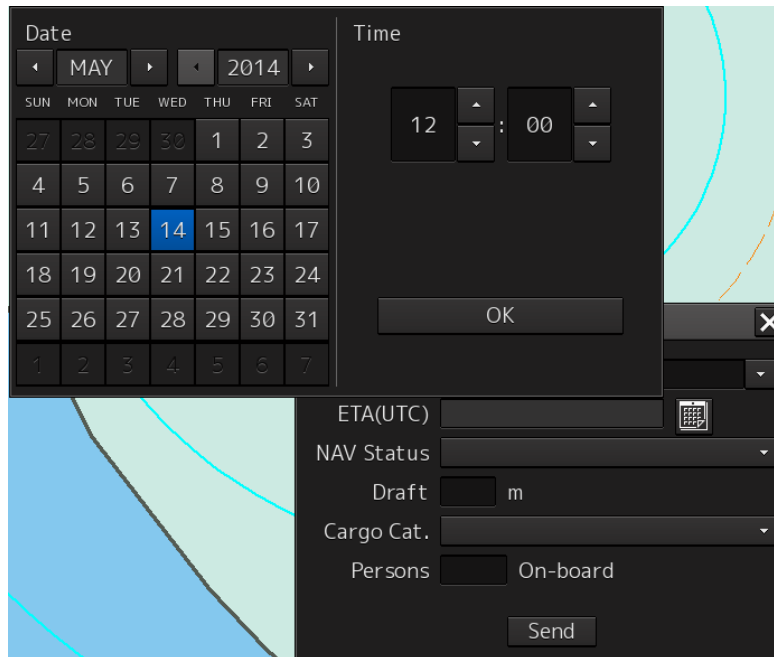 Date
Time
MAY 2014
SUN MON TUE WED THU FRI SAT
27 28 29 30 1 2 3
4 5 6 7 8 9 10
11 12 13 14 15 16 17
18 19 20 21 22 23 24
25 26 27 28 29 30 31
1 2 3 4 5 6 7
12 : 00
OK
ETA(UTC)
NAV Status
Draft m
Cargo Cat.
Persons On-board
Send